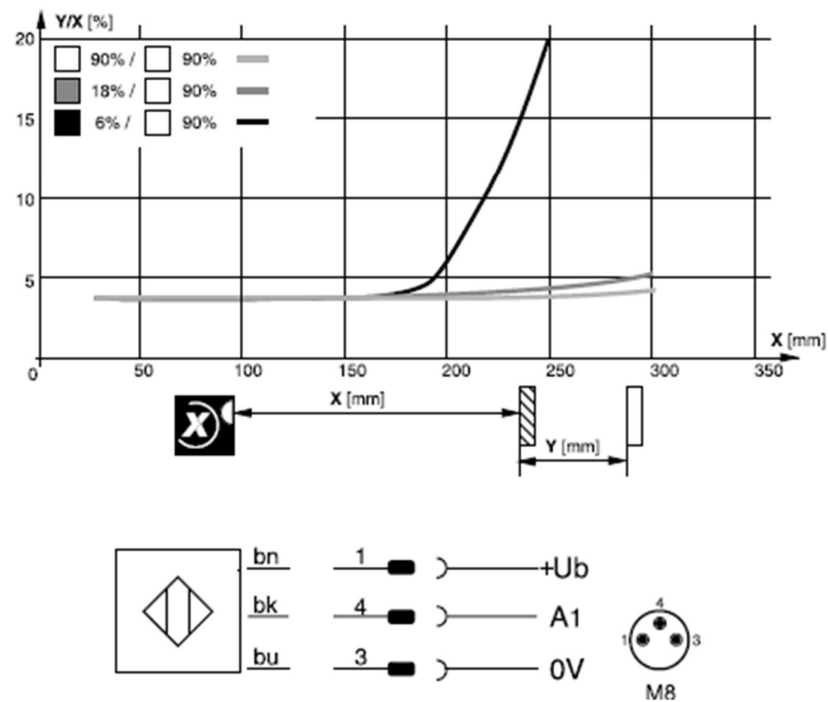 Y/X [%]
20
90% / 90%
18% / 90%
6% / 90%
15
10
5
X [mm]
0 50 100 150 200 250 300 350
X [mm]
X
Y [mm]
bn 1 +Ub
bk 4 A1
bu 3 0V
4
1 3
M8